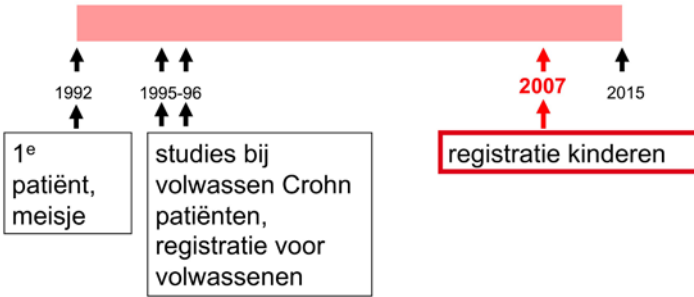 1992
1995-96
2007
2015
1e
patiënt,
meisje
studies bij
volwassen Crohn
patiënten,
registratie voor
volwassenen
registratie kinderen